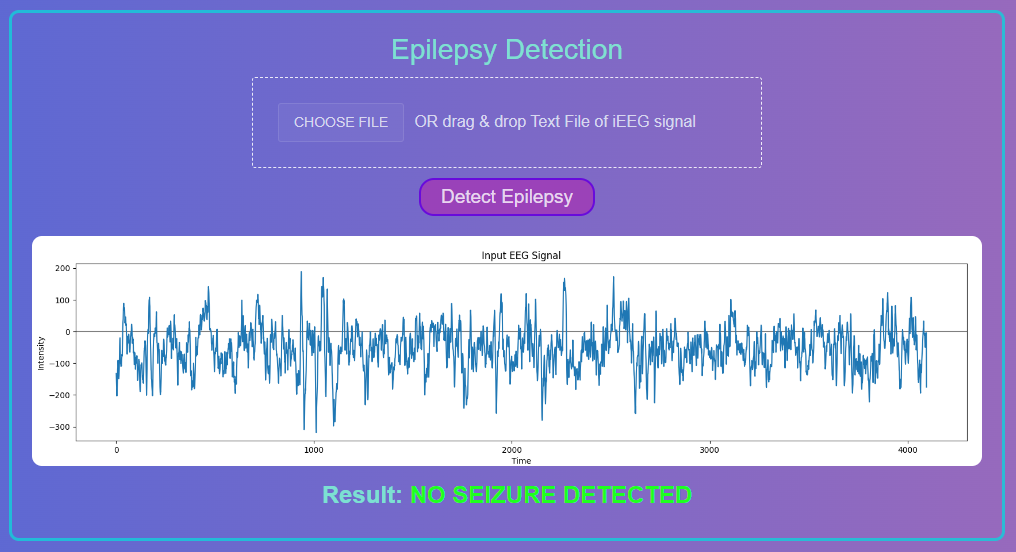 Epilepsy Detection
CHOOSE FILE OR drag & drop Text File of iEEG signal
Detect Epilepsy
Input EEG Signal
200
100
0
−100
−200
−300
Intensity
0 1000 2000 3000 4000
Time
Result: NO SEIZURE DETECTED